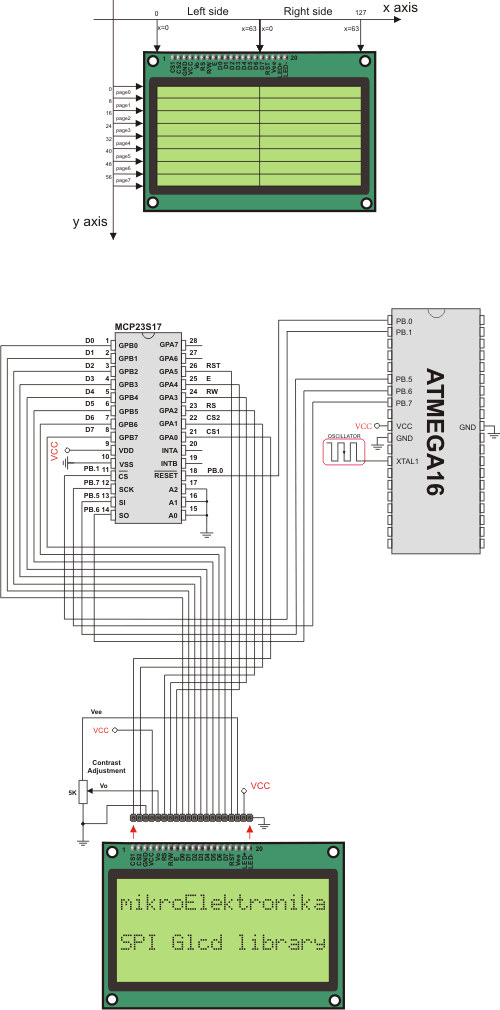 Left side Right side x axis
0 127
x=0 x=63 x=0 x=63
1 20
CS1 CS2 GND VCC Vo RS R/W E D0 D1 D2 D3 D4 D5 D6 D7 RST Vee LED+ LED-
0 page0
8 page1
16 page2
24 page3
32 page4
40 page5
48 page6
56 page7
y axis
MCP23S17
D0 1 GPB0 GPA7 28
D1 2 GPB1 GPA6 27
D2 3 GPB2 GPA5 26 RST
D3 4 GPB3 GPA4 25 E
D4 5 GPB4 GPA3 24 RW
D5 6 GPB5 GPA2 23 RS
D6 7 GPB6 GPA1 22 CS2
D7 8 GPB7 GPA0 21 CS1
VCC 9 VDD INTA 20
10 VSS INTB 19
PB.1 11 CS RESET 18 PB.0
PB.7 12 SCK A2 17
PB.5 13 SI A1 16
PB.6 14 SO A0 15
ATMEGA16
PB.0
PB.1
PB.5
PB.6
PB.7
VCC VCC
GND GND
OSCILLATOR
XTAL1
Vee
VCC
Contrast
Adjustment
5K Vo
VCC
1 20
CS1 CS2 GND VCC Vo RS R/W E D0 D1 D2 D3 D4 D5 D6 D7 RST Vee LED+ LED-
mikroElektronika
SPI Glcd library